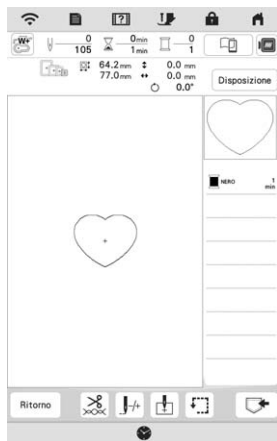 W+ 0 0min 0
105 1min 1
64.2mm 0.0 mm
77.0mm 0.0 mm
0.0°
Disposizione
NERO 1
min
Ritorno